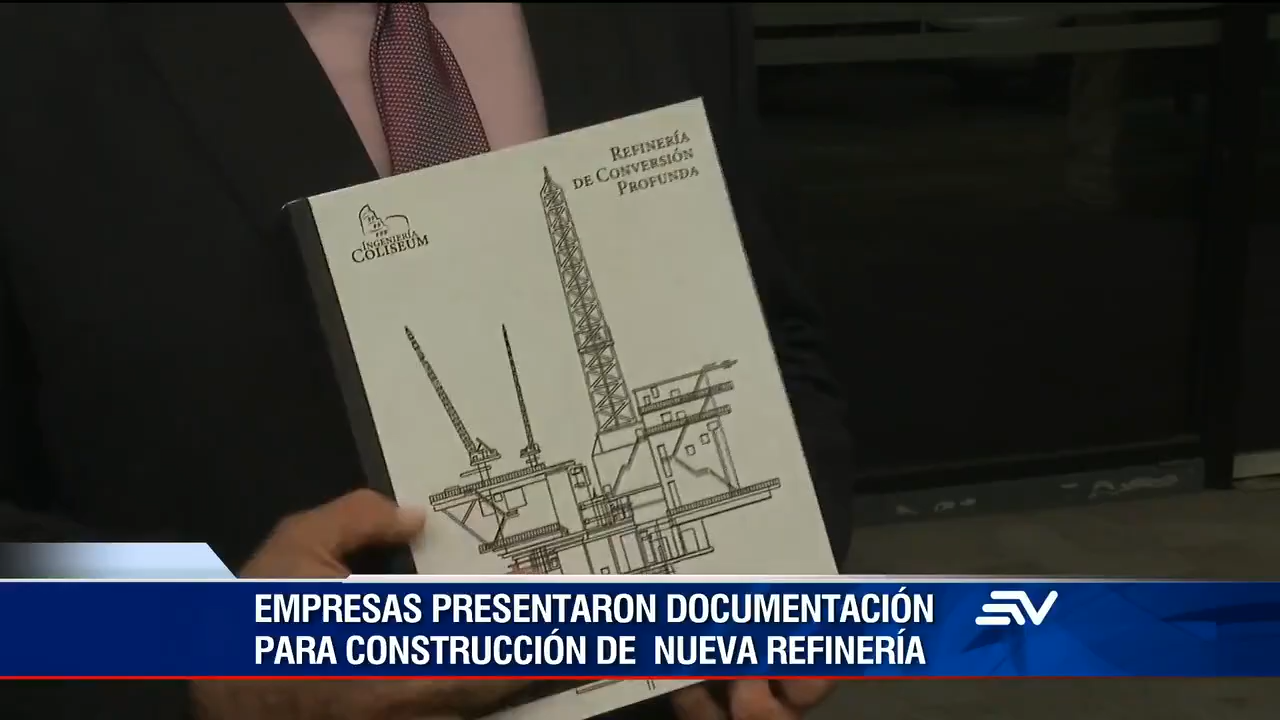 REFINERÍA
DE CONVERSIÓN
PROFUNDA
INGENIERÍA
COLISEUM
EMPRESAS PRESENTARON DOCUMENTACIÓN
PARA CONSTRUCCIÓN DE NUEVA REFINERÍA